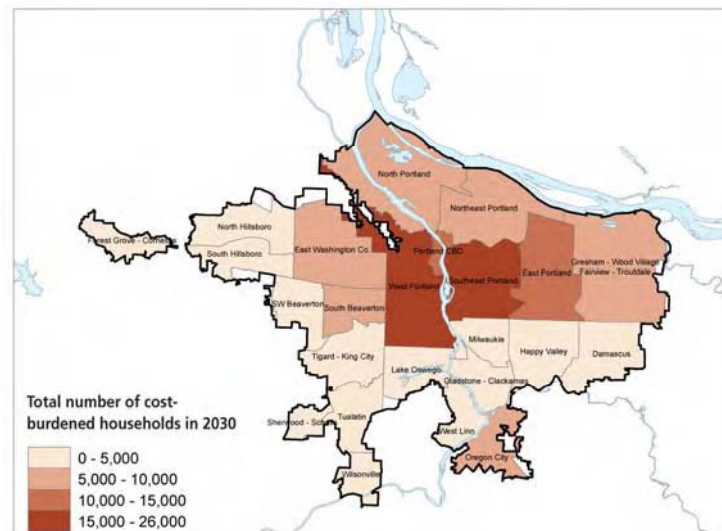 North Portland
Northeast Portland
North Hillsboro
Forest Grove - Cornelius
South Hillsboro
East Washington Co.
Portland CBD
Gresham - Wood Village
Fairview - Troutdale
West Portland
Southeast Portland
East Portland
SW Beaverton
South Beaverton
Milwaukie
Tigard - King City
Happy Valley
Damascus
Lake Oswego
Gladstone - Clackamas
Total number of cost-
burdened households in 2030
Tualatin
West Linn
Oregon City
Wilsonville
0 - 5,000
5,000 - 10,000
10,000 - 15,000
15,000 - 26,000